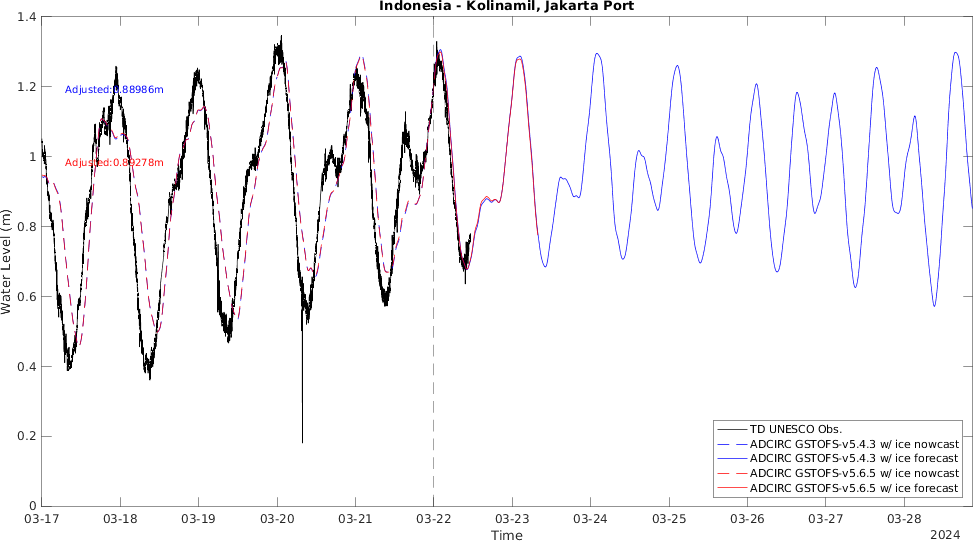 Indonesia - Kolinamil, Jakarta Port
1.4
1.2
1
0.8
0.6
0.4
0.2
0
Water Level (m)
Adjusted:0.88986m
Adjusted:0.89278m
TD UNESCO Obs.
ADCIRC GSTOFS-v5.4.3 w/ ice nowcast
ADCIRC GSTOFS-v5.4.3 w/ ice forecast
ADCIRC GSTOFS-v5.6.5 w/ ice nowcast
ADCIRC GSTOFS-v5.6.5 w/ ice forecast
03-17 03-18 03-19 03-20 03-21 03-22 03-23 03-24 03-25 03-26 03-27 03-28
Time
2024